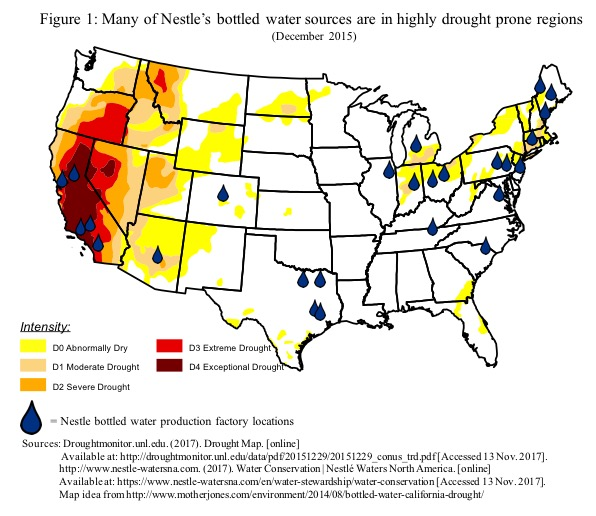 Figure 1: Many of Nestle's bottled water sources are in highly drought prone regions
(December 2015)
Intensity:
D0 Abnormally Dry
D3 Extreme Drought
D1 Moderate Drought
D4 Exceptional Drought
D2 Severe Drought
= Nestle bottled water production factory locations
Sources: Droughtmonitor.unl.edu. (2017). Drought Map. [online]
Available at: http://droughtmonitor.unl.edu/data/pdf/20151229/20151229_conus_trd.pdf [Accessed 13 Nov. 2017].
http://www.nestle-watersna.com. (2017). Water Conservation | Nestlé Waters North America. [online]
Available at: https://www.nestle-watersna.com/en/water-stewardship/water-conservation [Accessed 13 Nov. 2017].
Map idea from http://www.motherjones.com/environment/2014/08/bottled-water-california-drought/